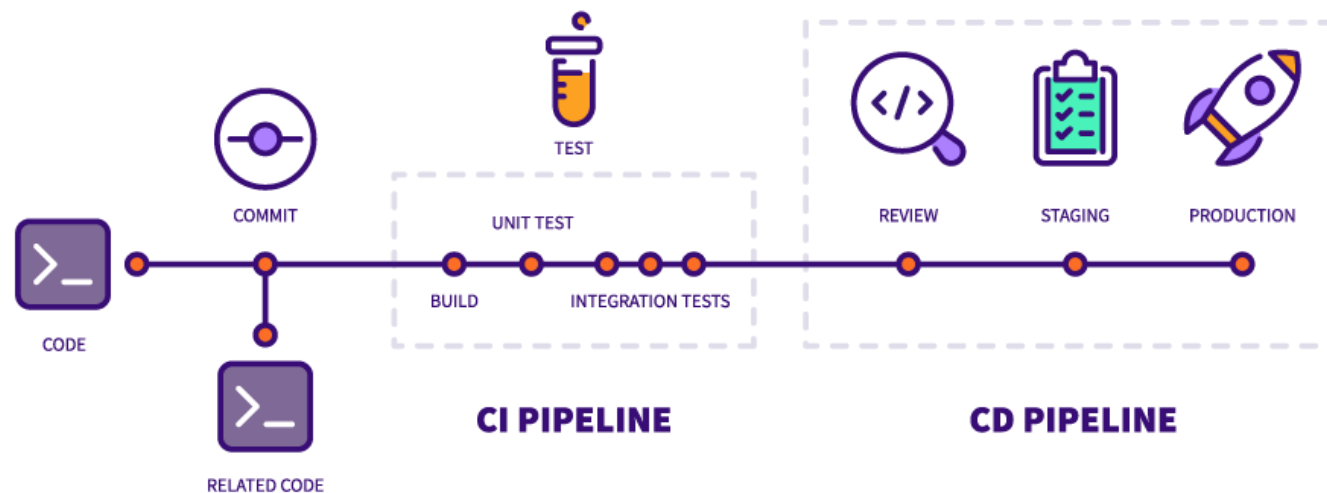 TEST
COMMIT
UNIT TEST
REVIEW
STAGING
PRODUCTION
BUILD
INTEGRATION TESTS
CODE
RELATED CODE
CI PIPELINE
CD PIPELINE